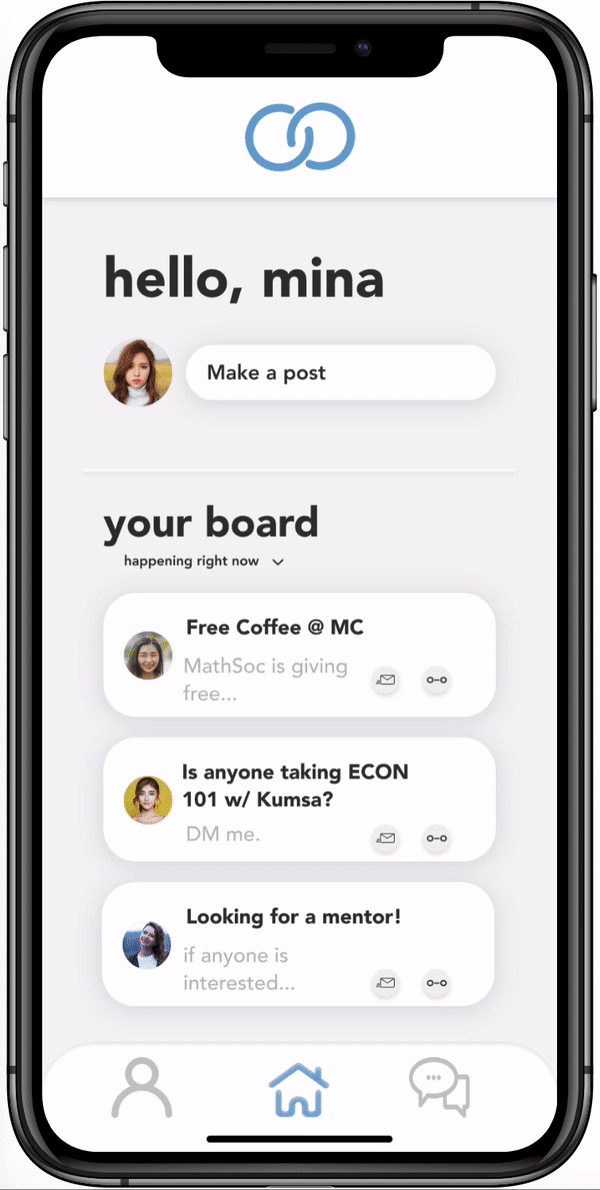 hello, mina
Make a post
your board
happening right now
Free Coffee @ MC
MathSoc is giving
free...
Is anyone taking ECON
101 w/ Kumsa?
DM me.
Looking for a mentor!
if anyone is
interested...